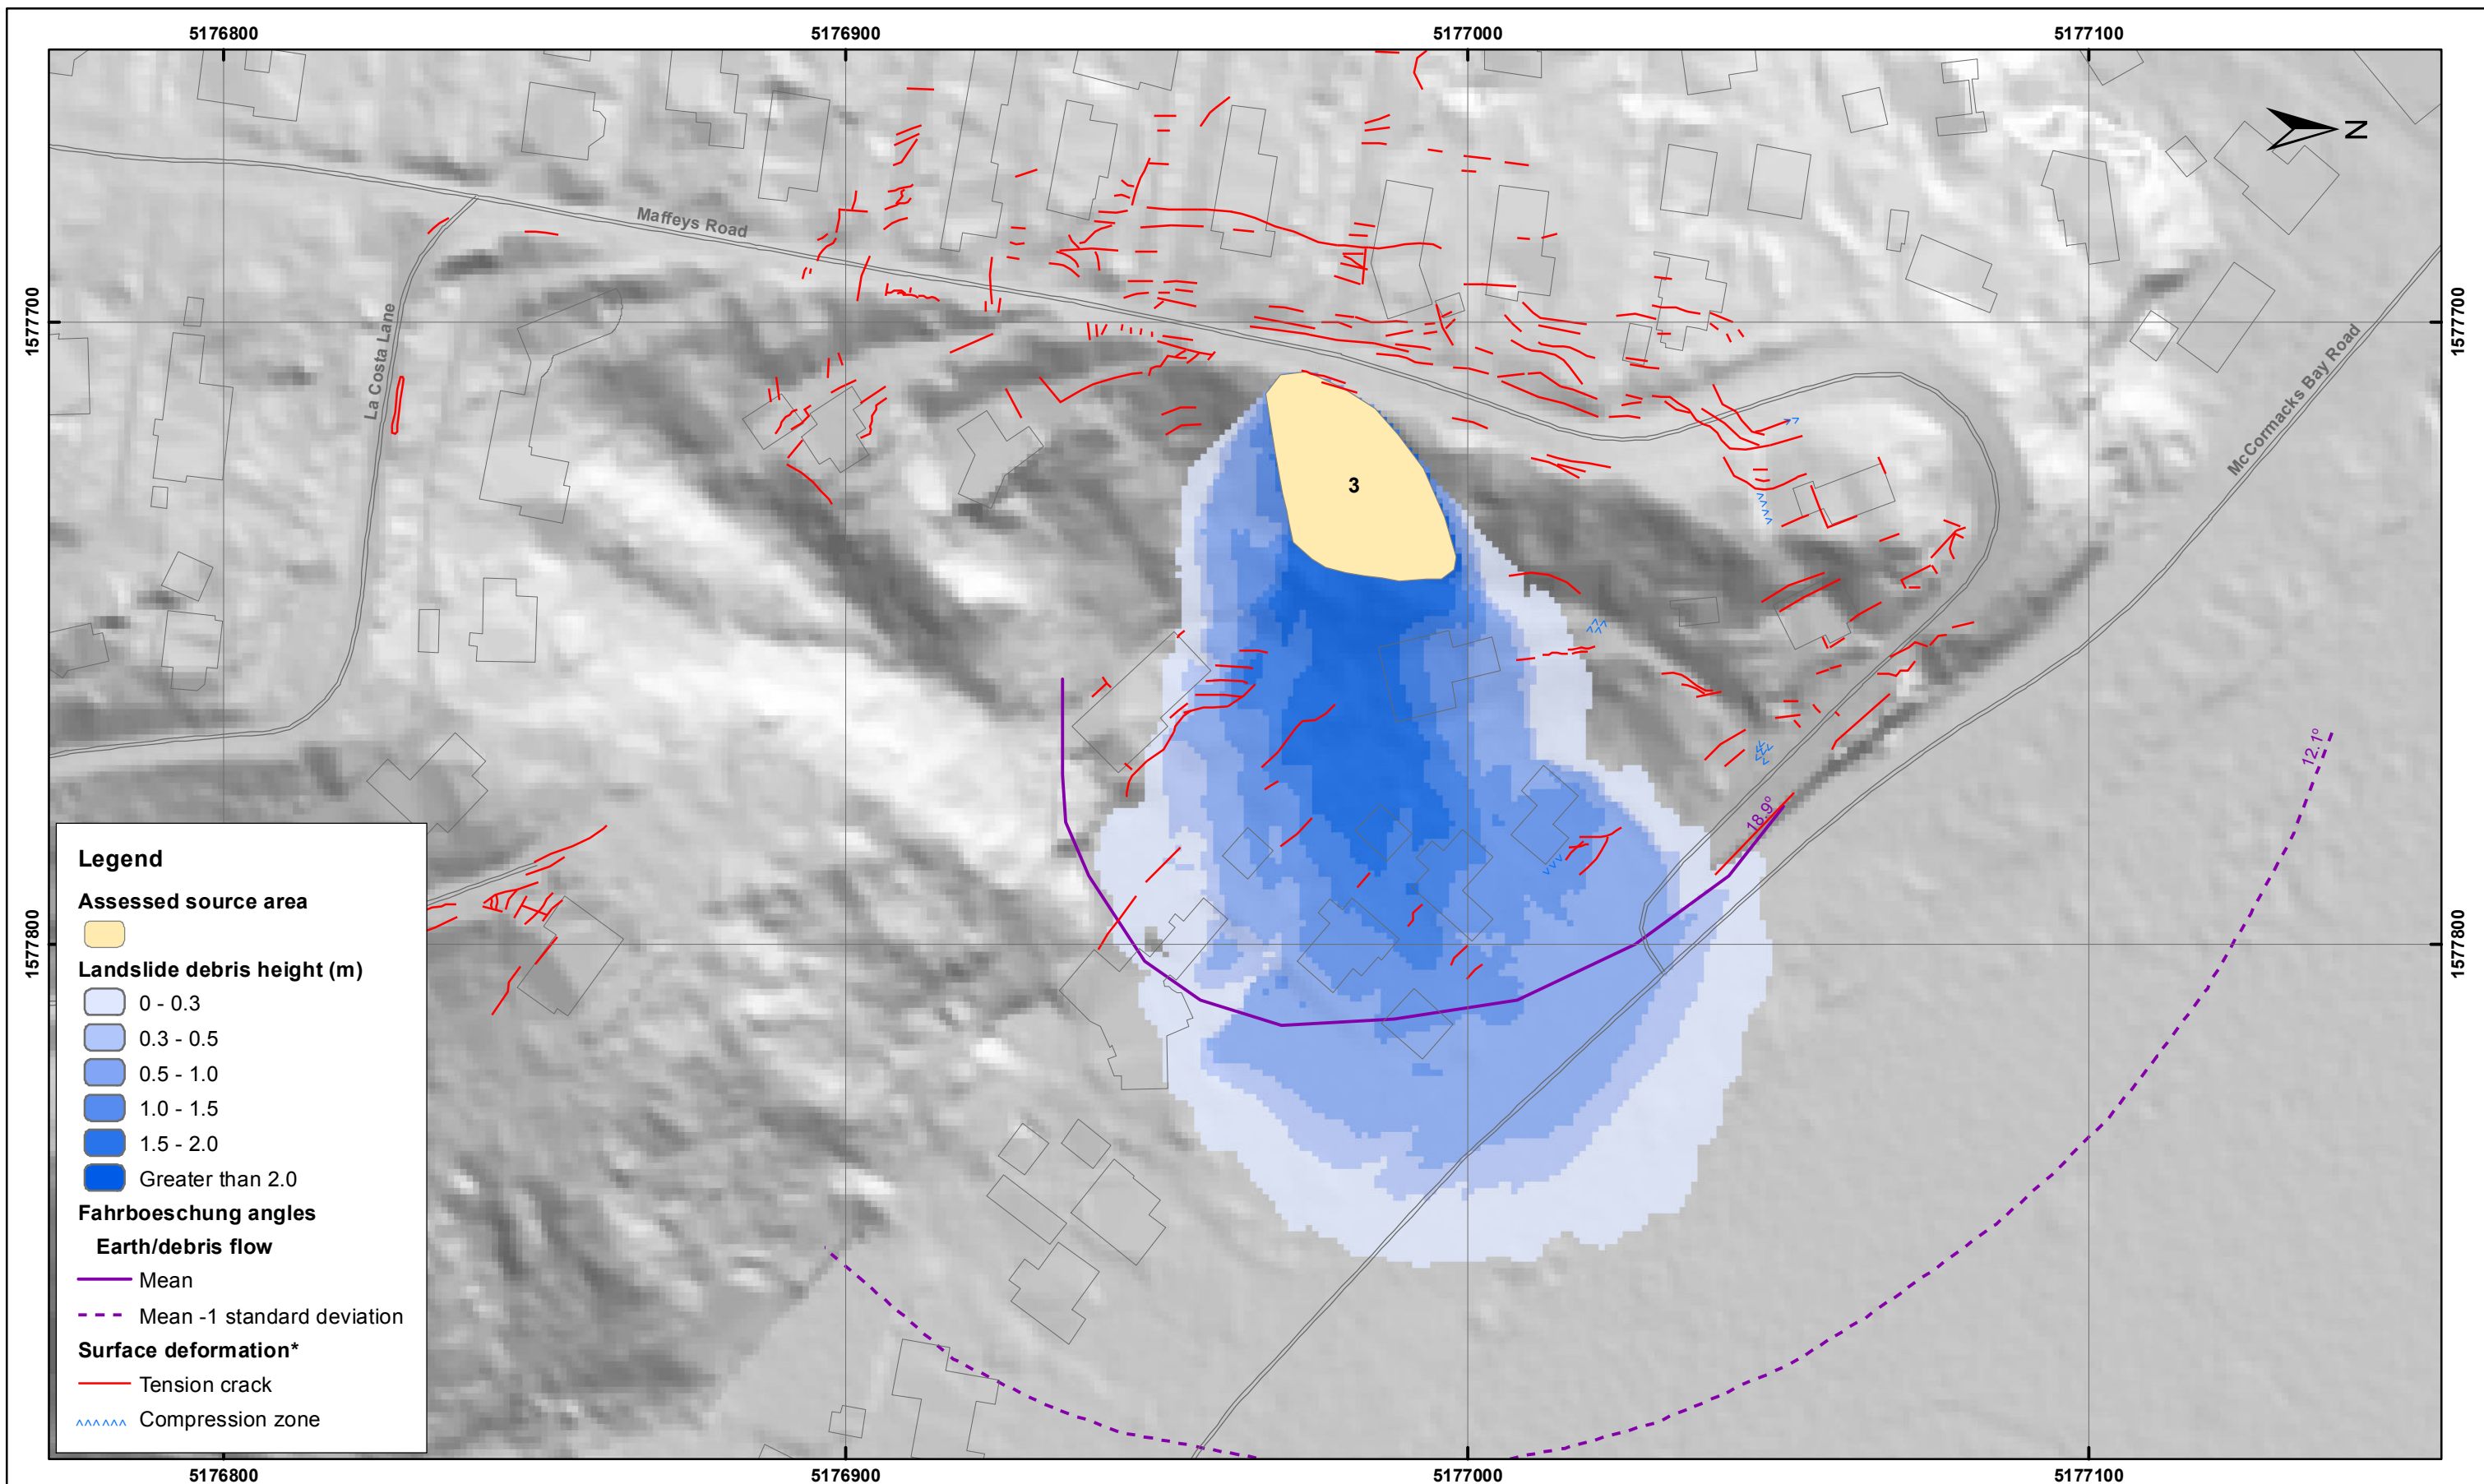 5176800
5176900
5177000
5177100
N
Maffeys Road
1577700
1577700
La Costa Lane
McCormacks Bay Road
3
12.1º
18.9º
1577800
1577800
Legend
Assessed source area
Landslide debris height (m)
0 - 0.3
0.3 - 0.5
0.5 - 1.0
1.0 - 1.5
1.5 - 2.0
Greater than 2.0
Fahrboeschung angles
Earth/debris flow
Mean
Mean -1 standard deviation
Surface deformation*
Tension crack
Compression zone
5176800
5176900
5177000
5177100